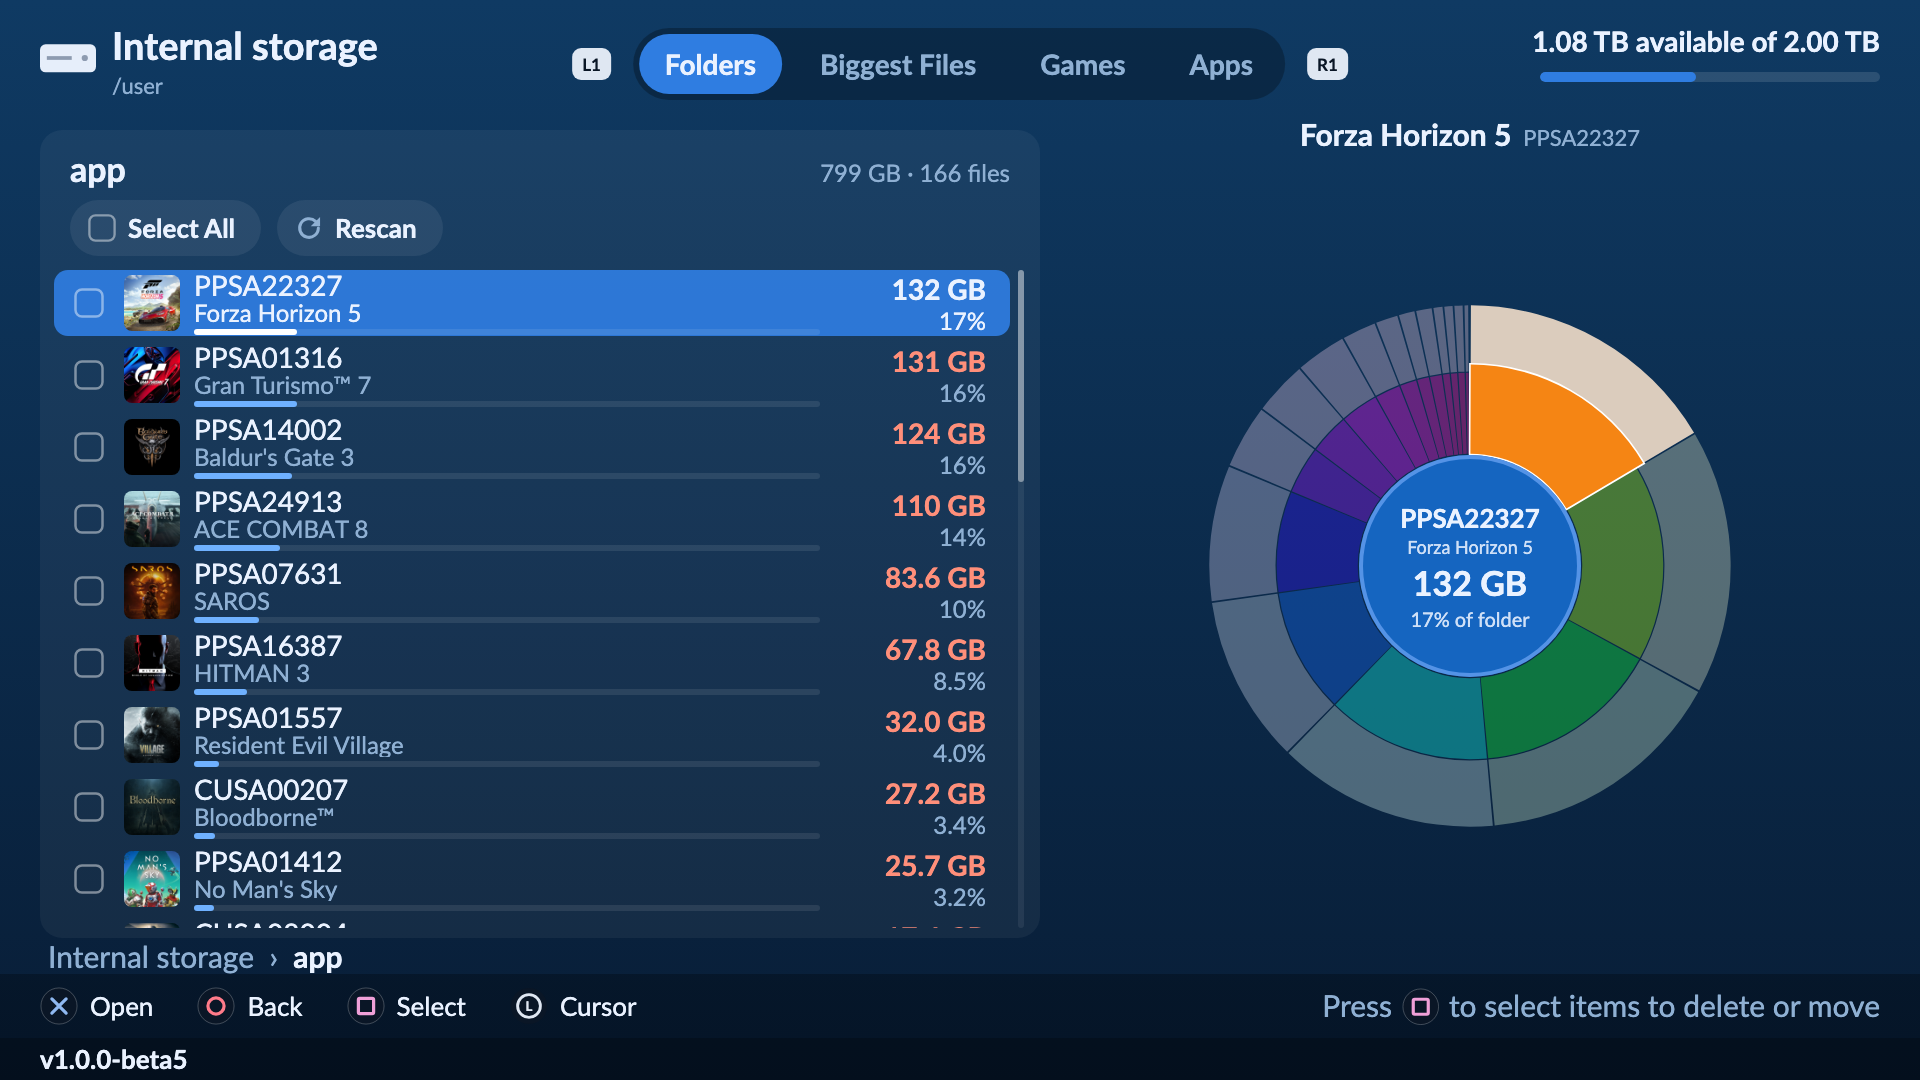 Internal storage
/user
L1
Folders
Biggest Files
Games
Apps
R1
1.08 TB available of 2.00 TB
app
799 GB · 166 files
Select All
Rescan
PPSA22327
Forza Horizon 5
132 GB
17%
PPSA01316
Gran Turismo™ 7
131 GB
16%
PPSA14002
Baldur's Gate 3
124 GB
16%
PPSA24913
ACE COMBAT 8
110 GB
14%
PPSA07631
SAROS
83.6 GB
10%
PPSA16387
HITMAN 3
67.8 GB
8.5%
PPSA01557
Resident Evil Village
32.0 GB
4.0%
CUSA00207
Bloodborne™
27.2 GB
3.4%
PPSA01412
No Man's Sky
25.7 GB
3.2%
Forza Horizon 5 PPSA22327
PPSA22327
Forza Horizon 5
132 GB
17% of folder
Internal storage › app
Open
Back
Select
L Cursor
Press to select items to delete or move
v1.0.0-beta5